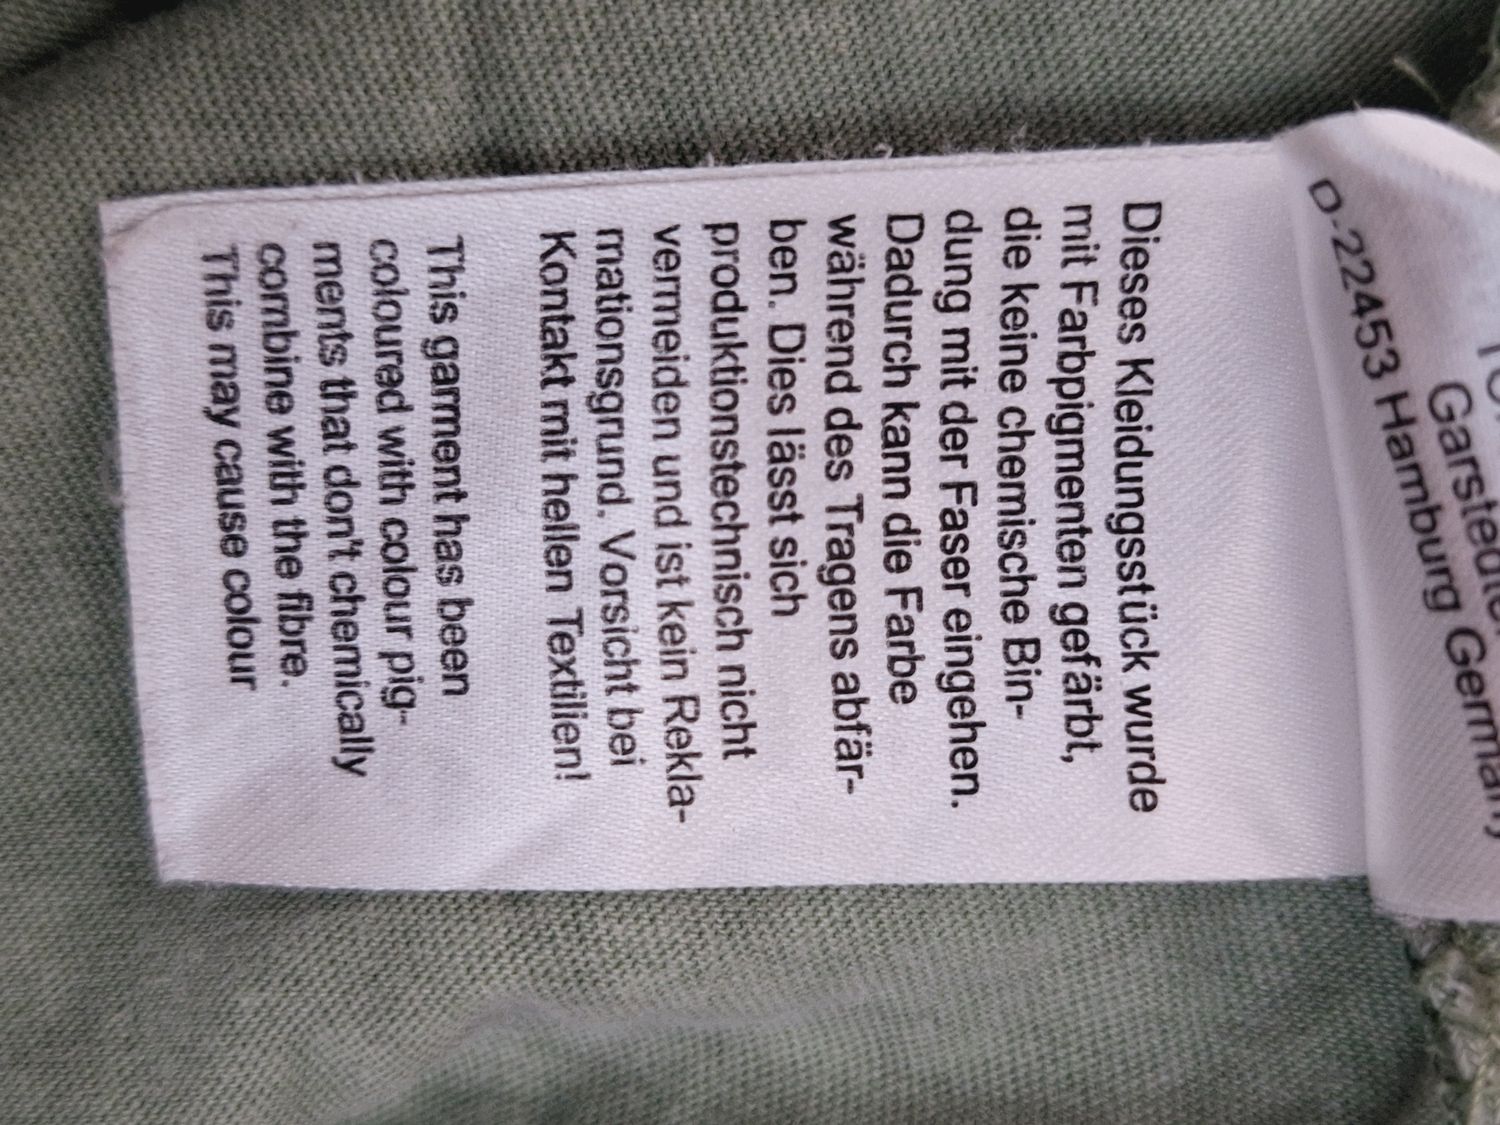 D-22453 Hamburg Germany
Dieses Kleidungsstück wurde
mit Farbpigmenten gefärbt,
die keine chemische Bin-
dung mit der Faser eingehen.
Dadurch kann die Farbe
während des Tragens abfär-
ben. Dies lässt sich
produktionstechnisch nicht
vermeiden und ist kein Rekla-
mationsgrund. Vorsicht bei
Kontakt mit hellen Textilien!
This garment has been
coloured with colour pig-
ments that don't chemically
combine with the fibre.
This may cause colour